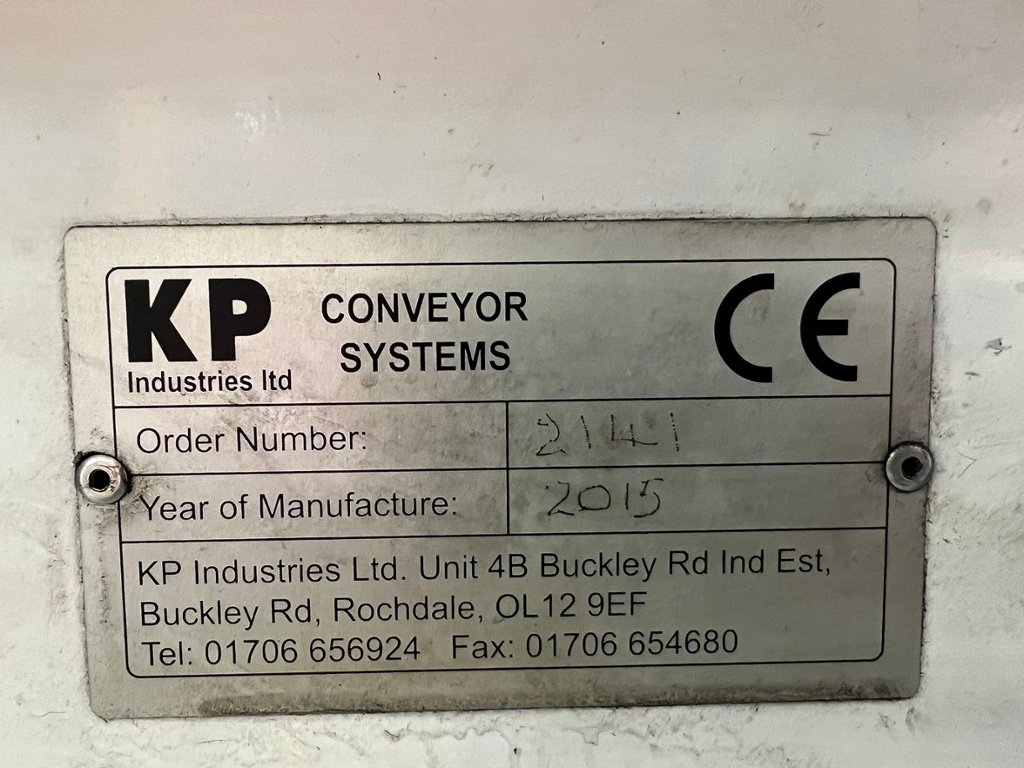 KP CONVEYOR
Industries ltd SYSTEMS CE
Order Number: 2141
Year of Manufacture: 2015
KP Industries Ltd. Unit 4B Buckley Rd Ind Est,
Buckley Rd, Rochdale, OL12 9EF
Tel: 01706 656924 Fax: 01706 654680